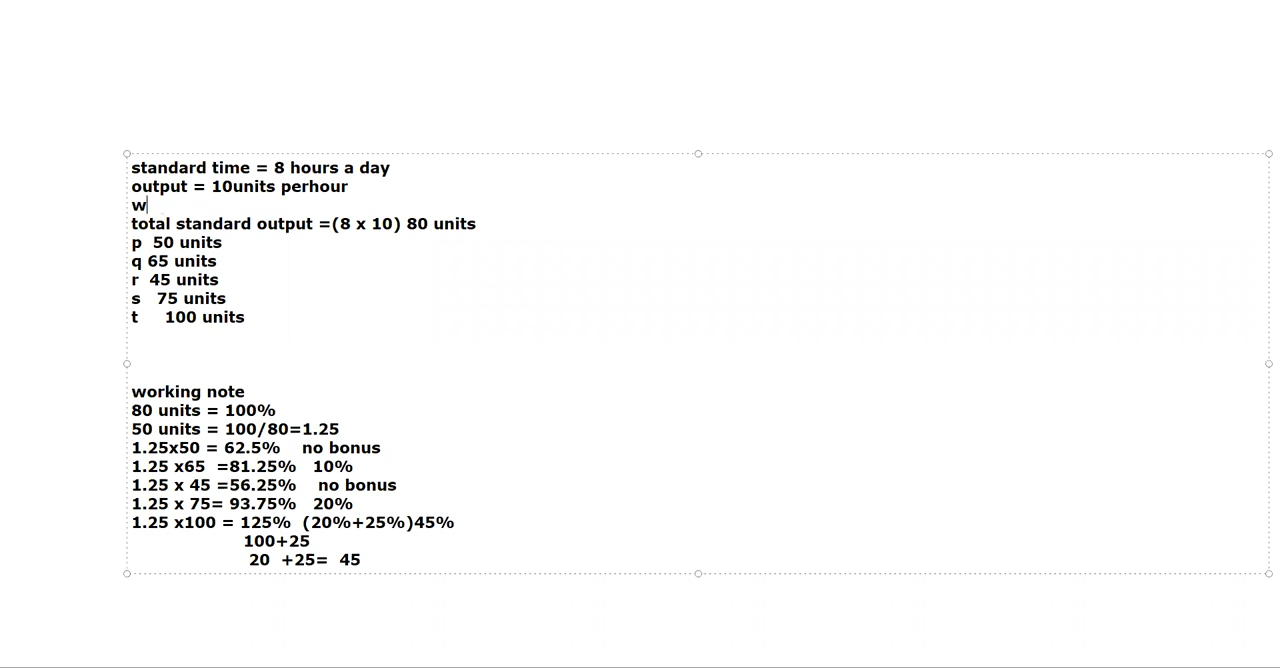 standard time = 8 hours a day
output = 10units perhour
w
total standard output =(8 x 10) 80 units
p  50 units
q 65 units
r  45 units
s   75 units
t     100 units
working note
80 units = 100%
50 units = 100/80=1.25
1.25x50 = 62.5%    no bonus
1.25 x65  =81.25%   10%
1.25 x 45 =56.25%    no bonus
1.25 x 75= 93.75%   20%
1.25 x100 = 125%  (20%+25%)45%
100+25
20  +25=  45